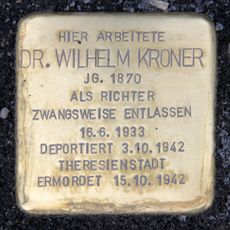 HIER ARBEITETE
DR. WILHELM KRONER
JG. 1870
ALS RICHTER
ZWANGSWEISE ENTLASSEN
16.6.1933
DEPORTIERT 3.10.1942
THERESIENSTADT
ERMORDET 15.10.1942